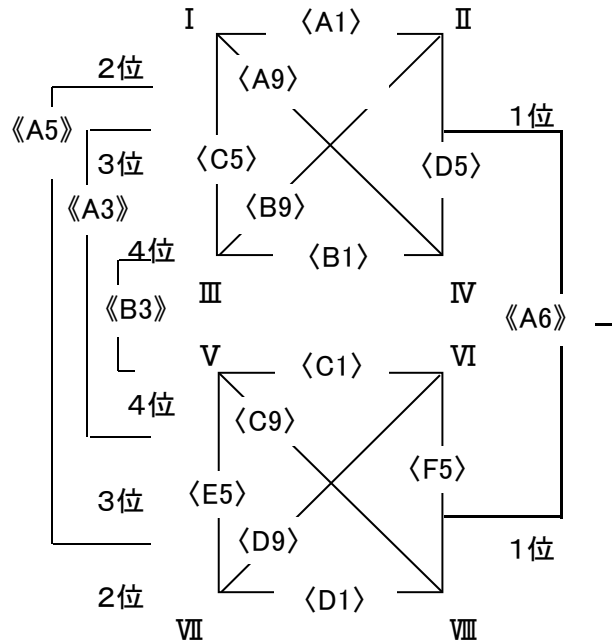 Ⅰ 〈A1〉 Ⅱ
2位 〈A9〉
《A5》 1位
3位 〈C5〉 〈D5〉
《A3》 〈B9〉
4位 〈B1〉
Ⅲ Ⅳ
《B3》 《A6》
Ⅴ 〈C1〉 Ⅵ
4位 〈C9〉
〈F5〉
3位 〈E5〉
〈D9〉 1位
2位 〈D1〉
Ⅶ Ⅷ